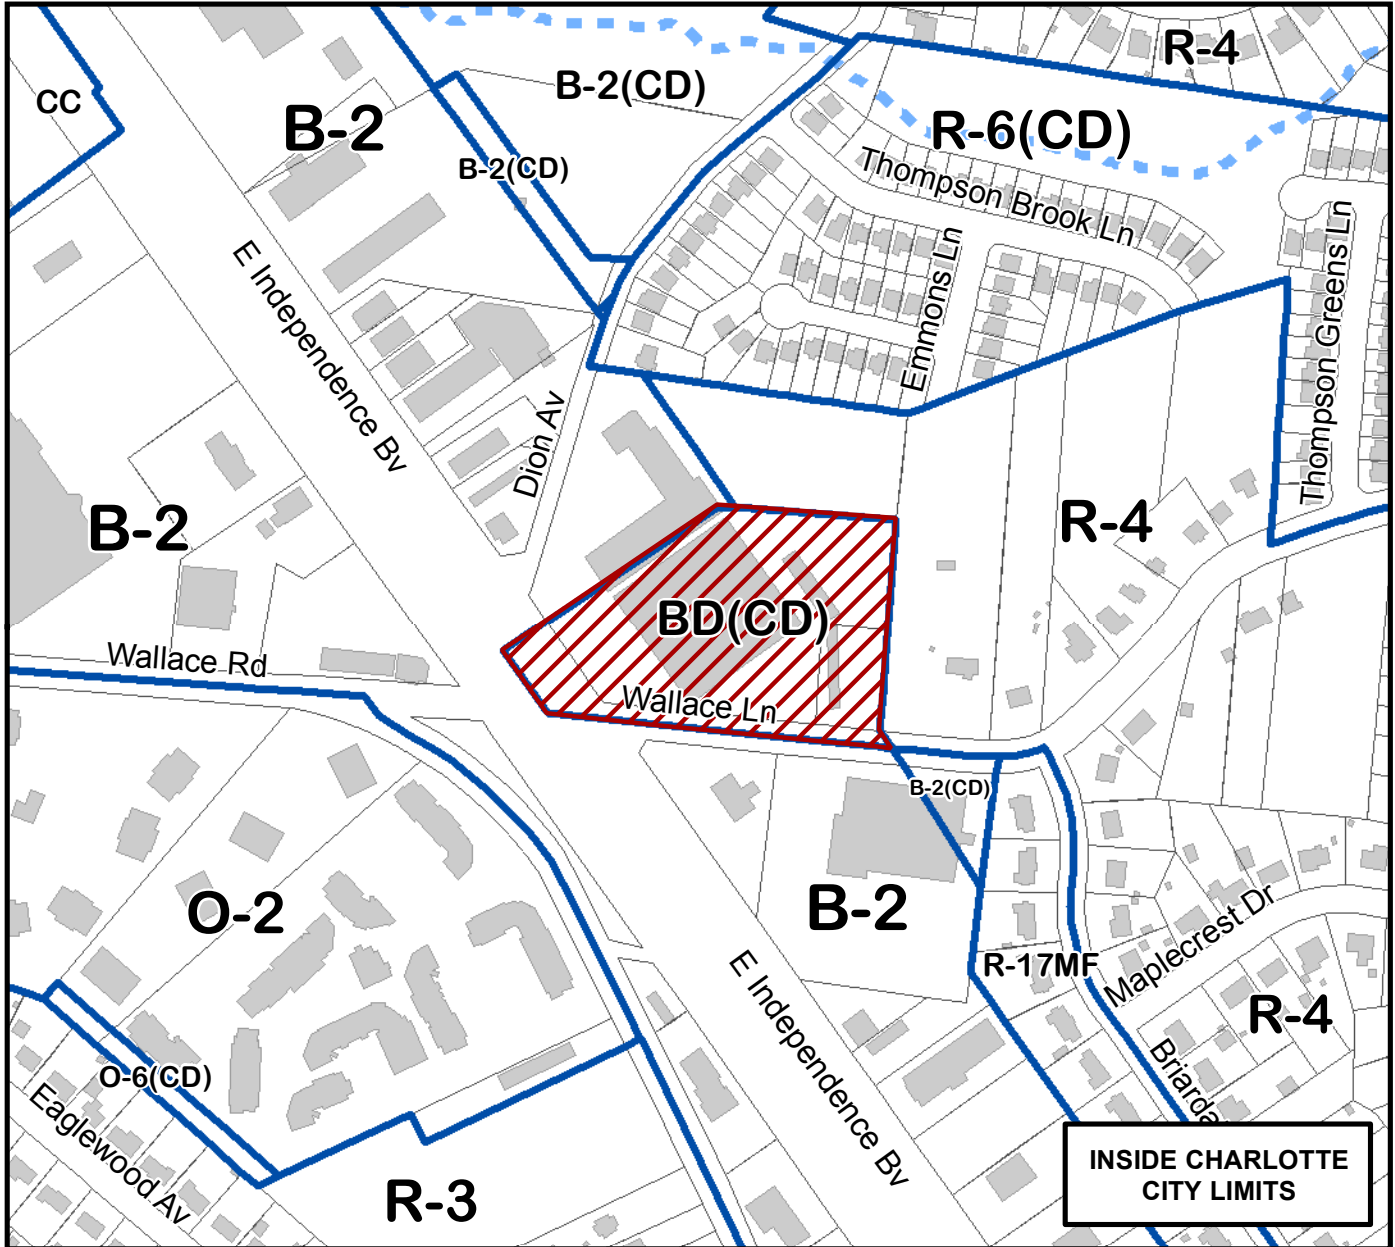 R-4
CC
B-2(CD)
B-2
R-6(CD)
B-2(CD)
Thompson Brook Ln
E Independence Bv
Emmons Ln
Thompson Greens Ln
Dion Av
B-2
R-4
BD(CD)
Wallace Rd
Wallace Ln
B-2(CD)
O-2
B-2
Maplecrest Dr
R-17MF
E Independence Bv
R-4
O-6(CD)
Eaglewood Av
R-3
INSIDE CHARLOTTE
CITY LIMITS